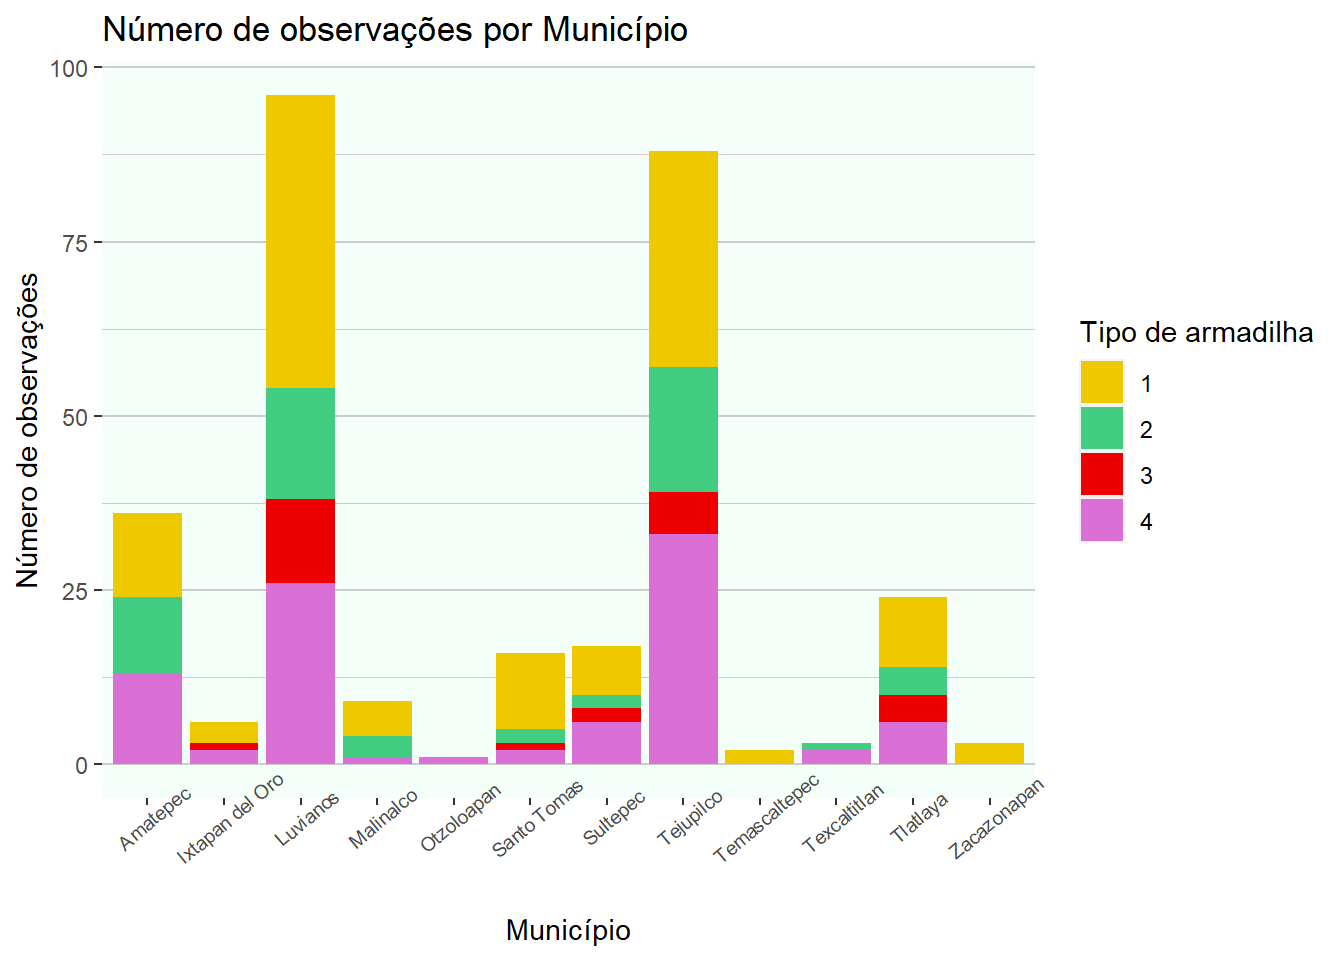 Número de observações por Município
100
75
50
25
0
Número de observações
Amatepec
Ixtapan del Oro
Luvianos
Malinalco
Otzoloapan
Santo Tomas
Sultepec
Tejupilco
Temascaltepec
Texcaltitlan
Tlatlaya
Zacazonapan
Município
Tipo de armadilha
1
2
3
4